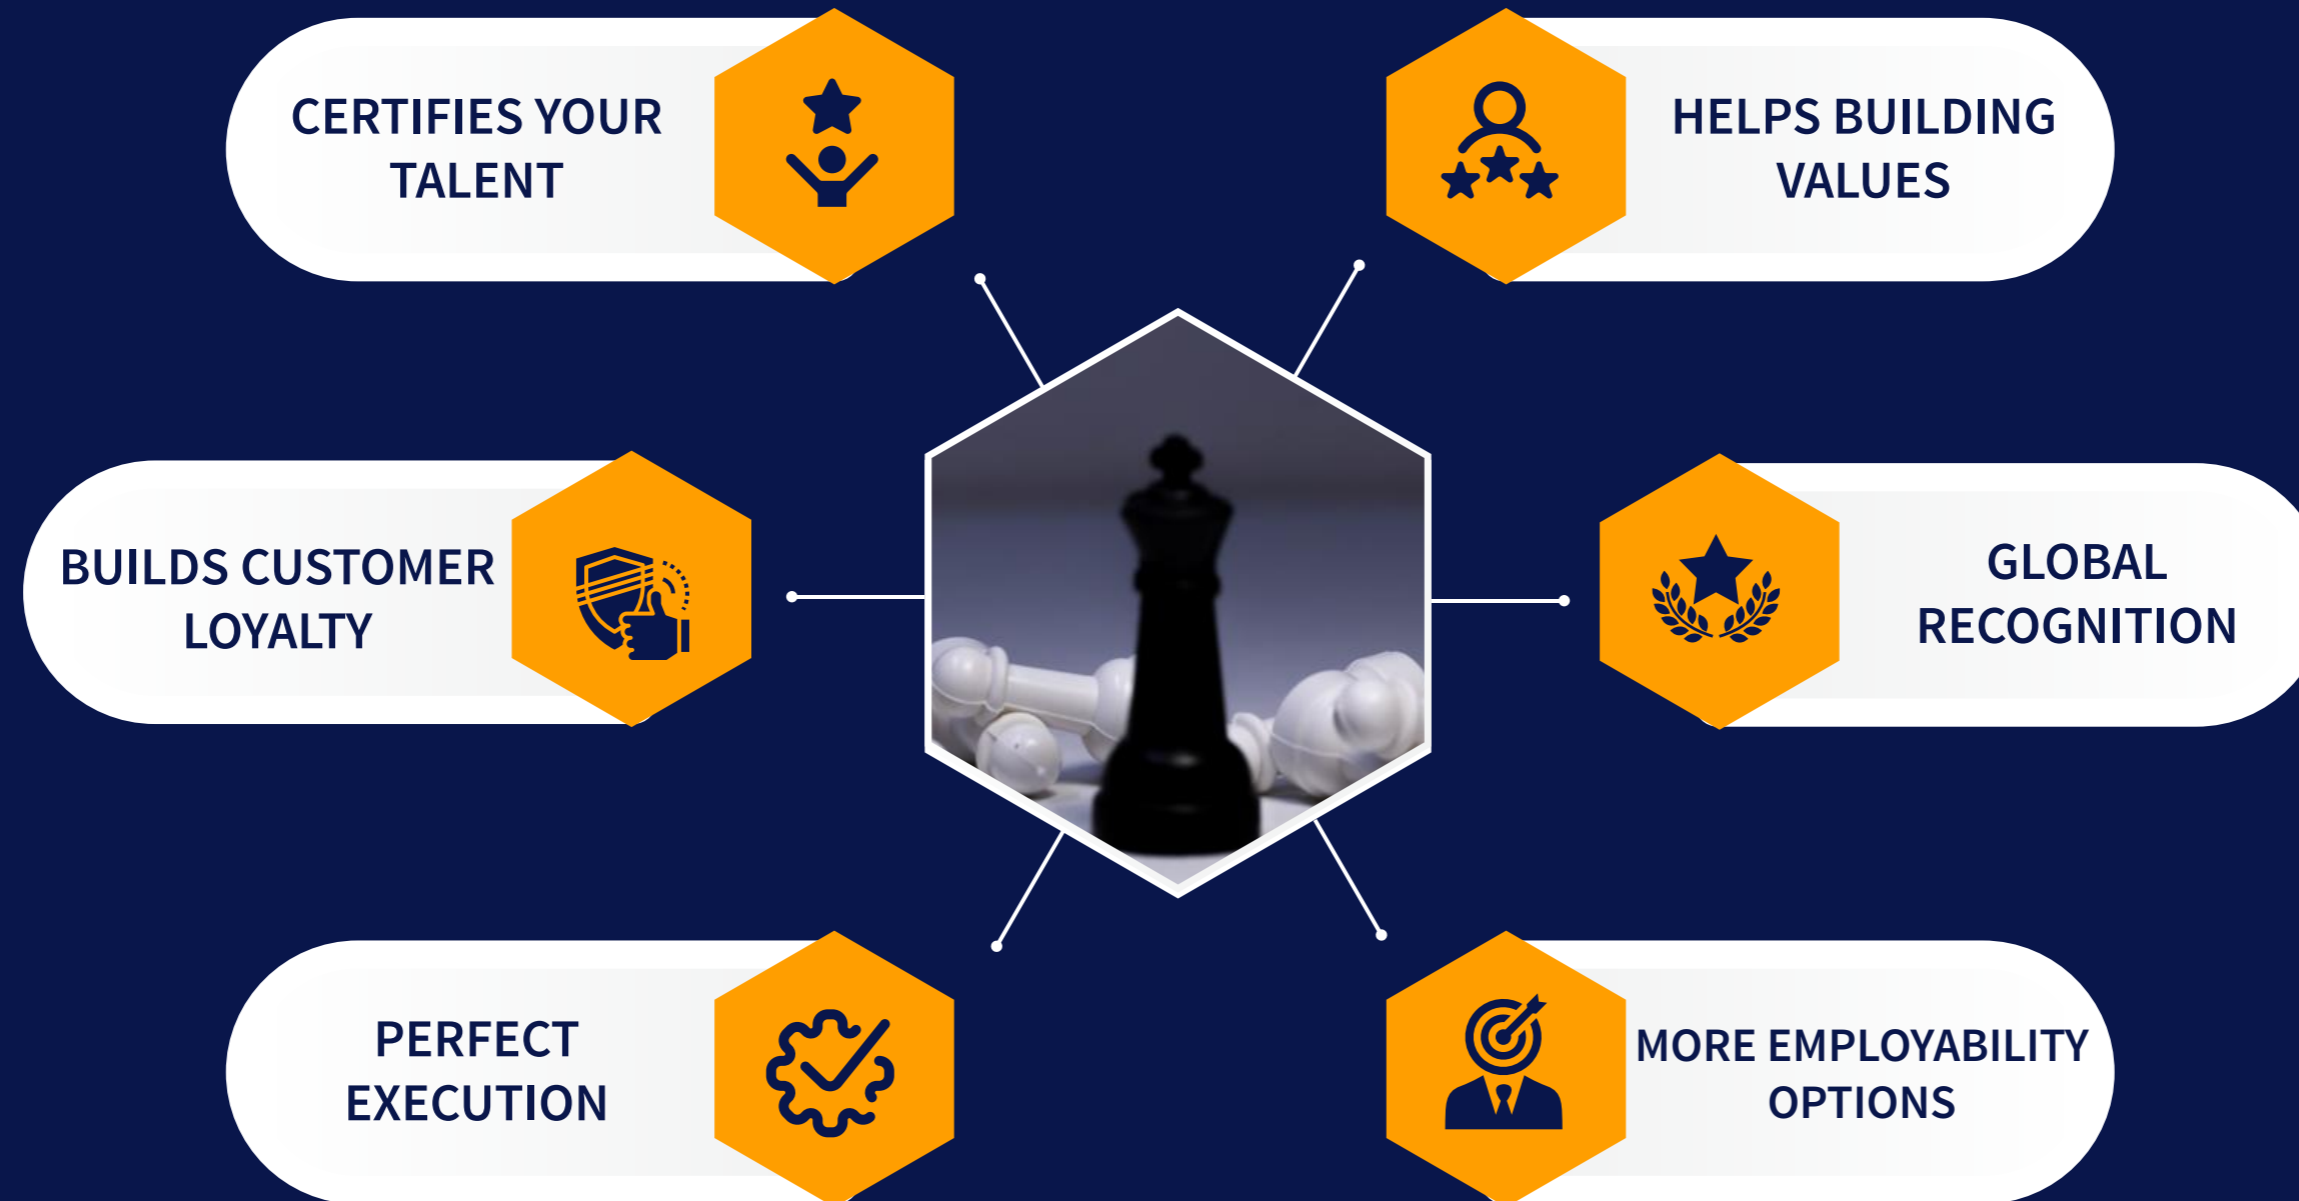 CERTIFIES YOUR
TALENT
HELPS BUILDING
VALUES
BUILDS CUSTOMER
LOYALTY
GLOBAL
RECOGNITION
PERFECT
EXECUTION
MORE EMPLOYABILITY
OPTIONS